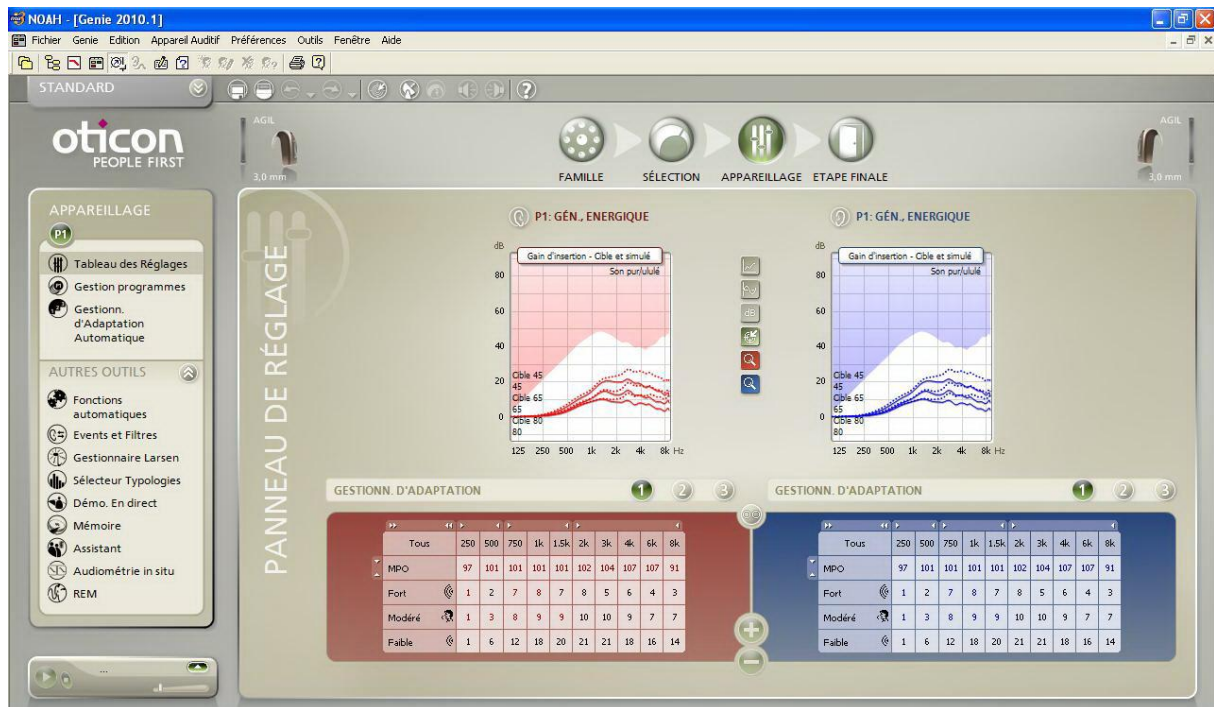 NOAH - [Genie 2010.1]
Fichier Genie Edition Appareil Auditif Préférences Outils Fenêtre Aide
STANDARD
oticon
PEOPLE FIRST
AGIL
3,0 mm
FAMILLE SÉLECTION APPAREILLAGE ETAPE FINALE
AGIL
3,0 mm
APPAREILLAGE
P1
Tableau des Réglages
Gestion programmes
Gestionn.
d'Adaptation
Automatique
AUTRES OUTILS
Fonctions
automatiques
Events et Filtres
Gestionnaire Larsen
Sélecteur Typologies
Démo. En direct
Mémoire
Assistant
Audiométrie in situ
REM
...
PANNEAU DE RÉGLAGE
P1: GÉN., ENERGIQUE
dB
Gain d'insertion - Cible et simulé
Son pur/ululé
80
60
40
20
0
Cible 45
45
Cible 65
65
Cible 80
80
125 250 500 1k 2k 4k 8k Hz
dB
P1: GÉN., ENERGIQUE
dB
Gain d'insertion - Cible et simulé
Son pur/ululé
80
60
40
20
0
Cible 45
45
Cible 65
65
Cible 80
80
125 250 500 1k 2k 4k 8k Hz
GESTIONN. D'ADAPTATION 1 2 3
Tous 250 500 750 1k 1.5k 2k 3k 4k 6k 8k
MPO 97 101 101 101 101 102 104 107 107 91
Fort 1 2 7 8 7 8 5 6 4 3
Modéré 1 3 8 9 9 10 10 9 7 7
Faible 1 6 12 18 20 21 21 18 16 14
GESTIONN. D'ADAPTATION 1 2 3
Tous 250 500 750 1k 1.5k 2k 3k 4k 6k 8k
MPO 97 101 101 101 101 102 104 107 107 91
Fort 1 2 7 8 7 8 5 6 4 3
Modéré 1 3 8 9 9 10 10 9 7 7
Faible 1 6 12 18 20 21 21 18 16 14